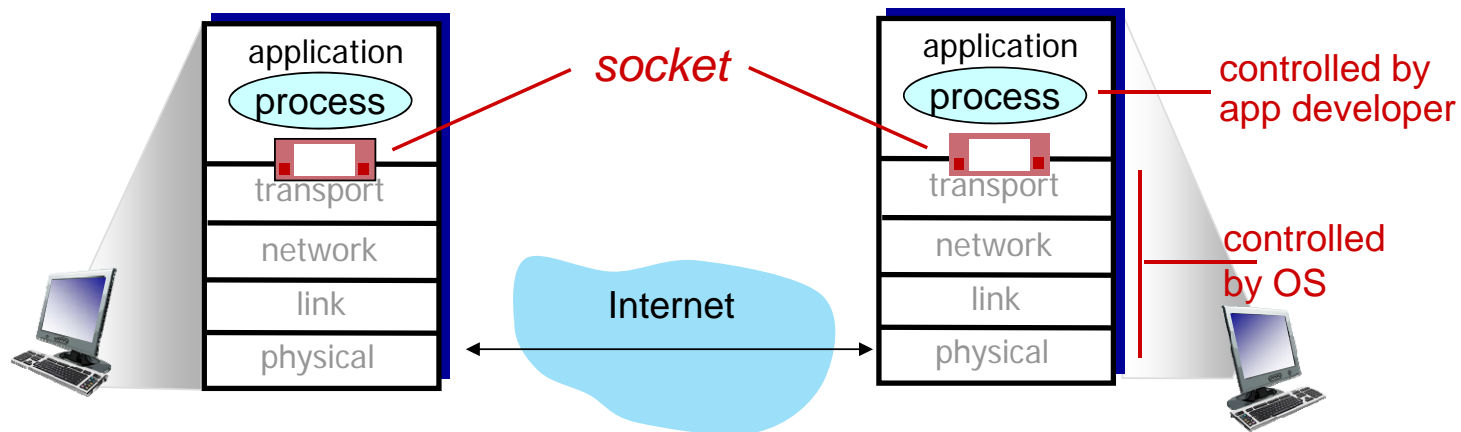 application
process
transport
network
link
physical
socket
Internet
application
process
transport
network
link
physical
controlled by
app developer
controlled
by OS